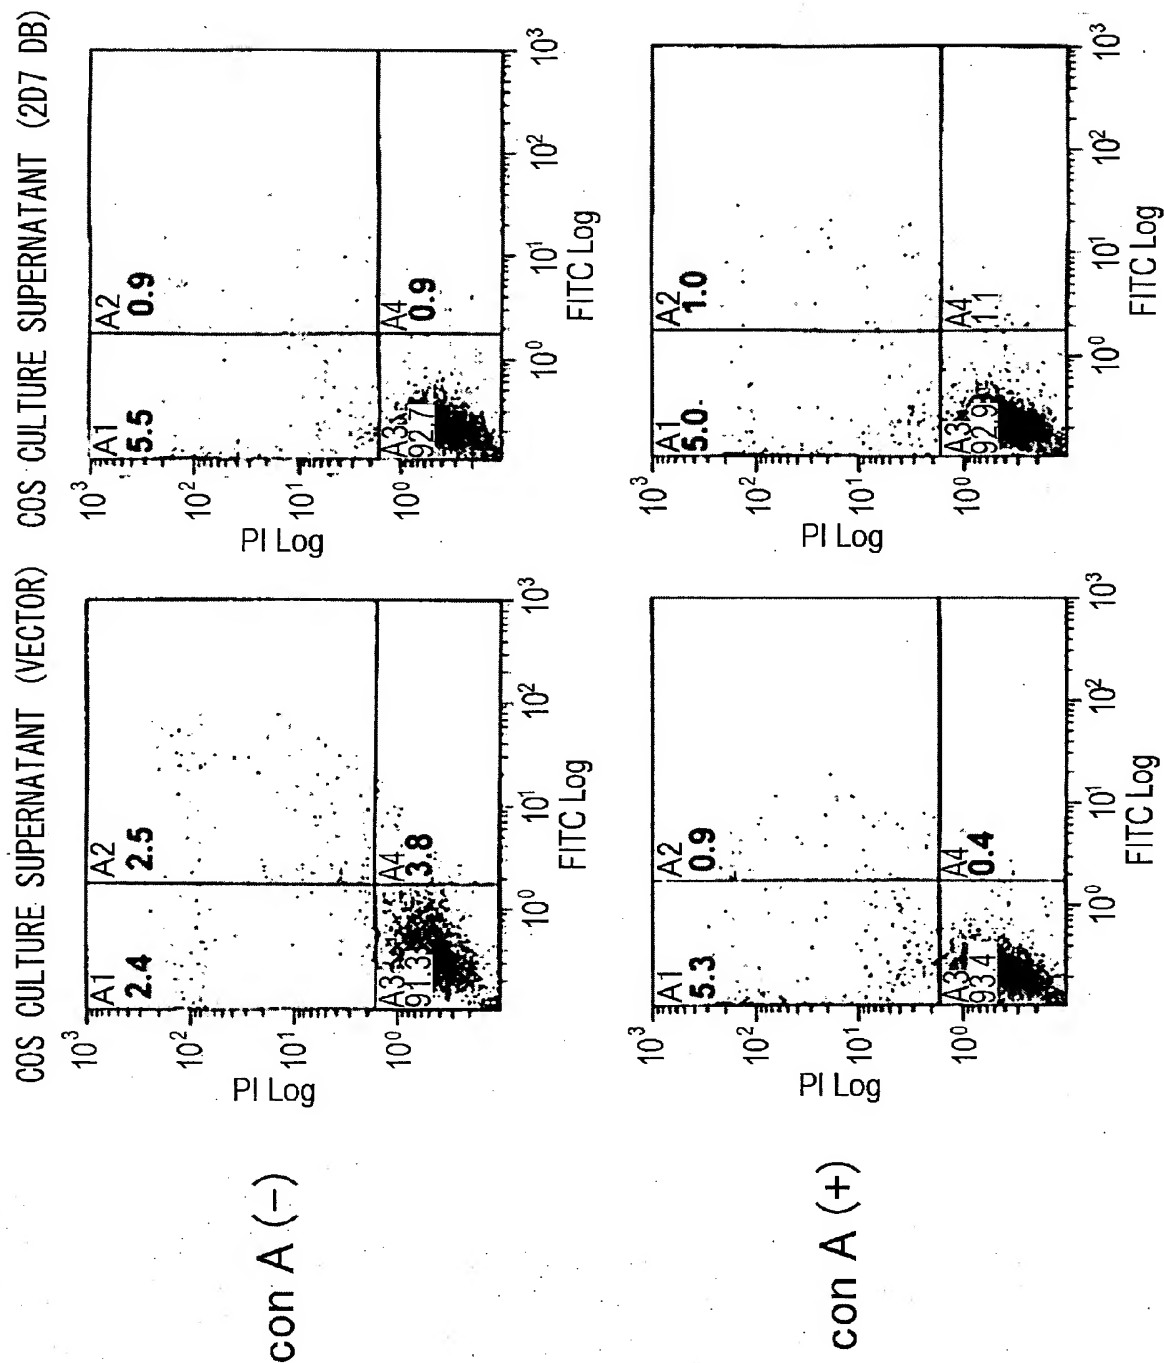 COS CULTURE SUPERNATANT (VECTOR)
COS CULTURE SUPERNATANT (2D7 DB)
con A (−)
PI Log
10³
10²
10¹
10⁰
A1
2.4
A2
2.5
A3
91.3
A4
3.8
10⁰
10¹
10²
10³
FITC Log
PI Log
10³
10²
10¹
10⁰
A1
5.5
A2
0.9
A3
92.7
A4
0.9
10⁰
10¹
10²
10³
FITC Log
con A (+)
PI Log
10³
10²
10¹
10⁰
A1
5.3
A2
0.9
A3
93.4
A4
0.4
10⁰
10¹
10²
10³
FITC Log
PI Log
10³
10²
10¹
10⁰
A1
5.0
A2
1.0
A3
92.9
A4
1.1
10⁰
10¹
10²
10³
FITC Log